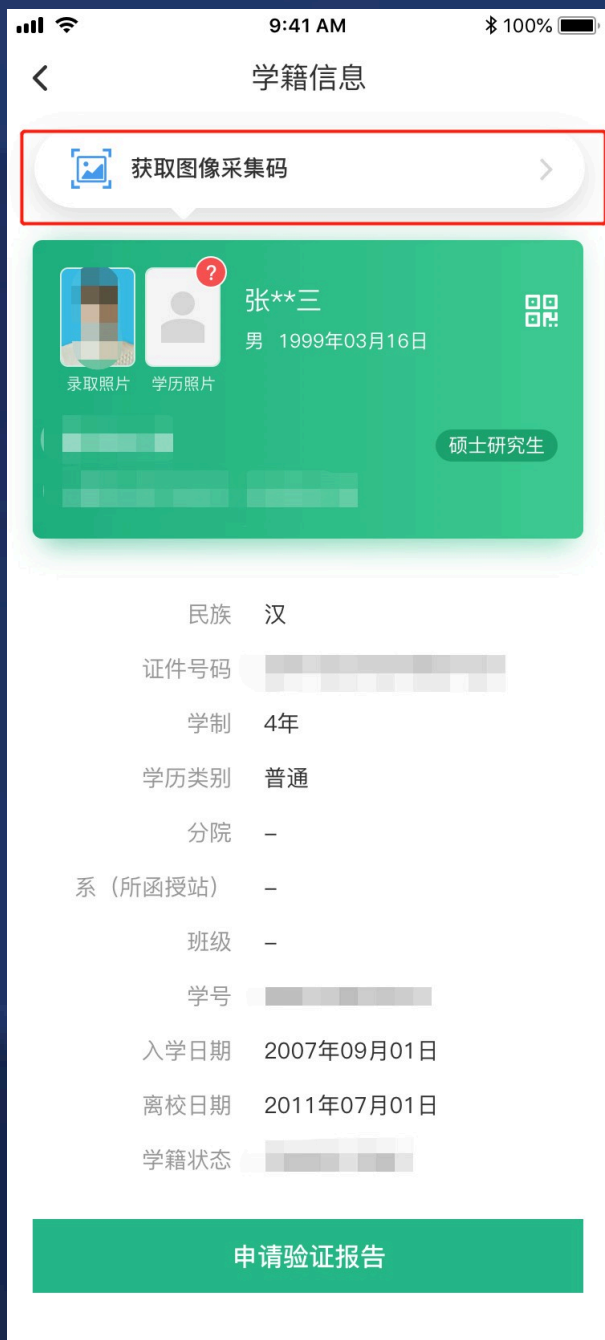 9:41 AM
100%
学籍信息
获取图像采集码
?
张**三
男 1999年03月16日
录取照片 学历照片
硕士研究生
民族 汉
证件号码
学制 4年
学历类别 普通
分院 –
系（所函授站） –
班级 –
学号
入学日期 2007年09月01日
离校日期 2011年07月01日
学籍状态
申请验证报告